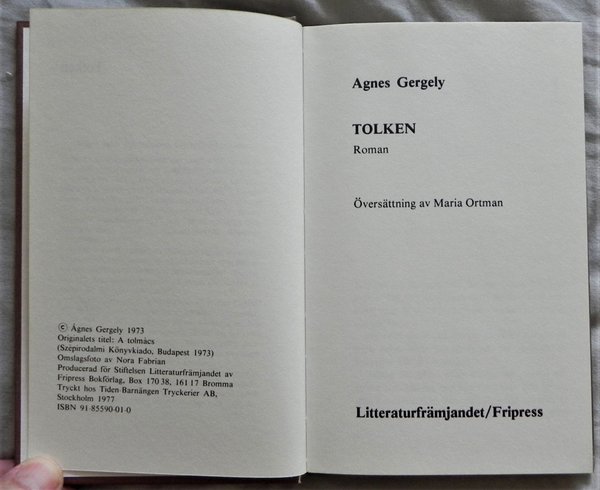 © Ágnes Gergely 1973
Originalets titel: A tolmács
(Szépirodalmi Könyvkiado, Budapest 1973)
Omslagsfoto av Nora Fabrian
Producerad för Stiftelsen Litteraturfrämjandet av
Fripress Bokförlag, Box 170 38, 161 17 Bromma
Tryckt hos Tiden-Barnängen Tryckerier AB,
Stockholm 1977
ISBN 91-85590-01-0
Agnes Gergely
TOLKEN
Roman
Översättning av Maria Ortman
Litteraturfrämjandet/Fripress